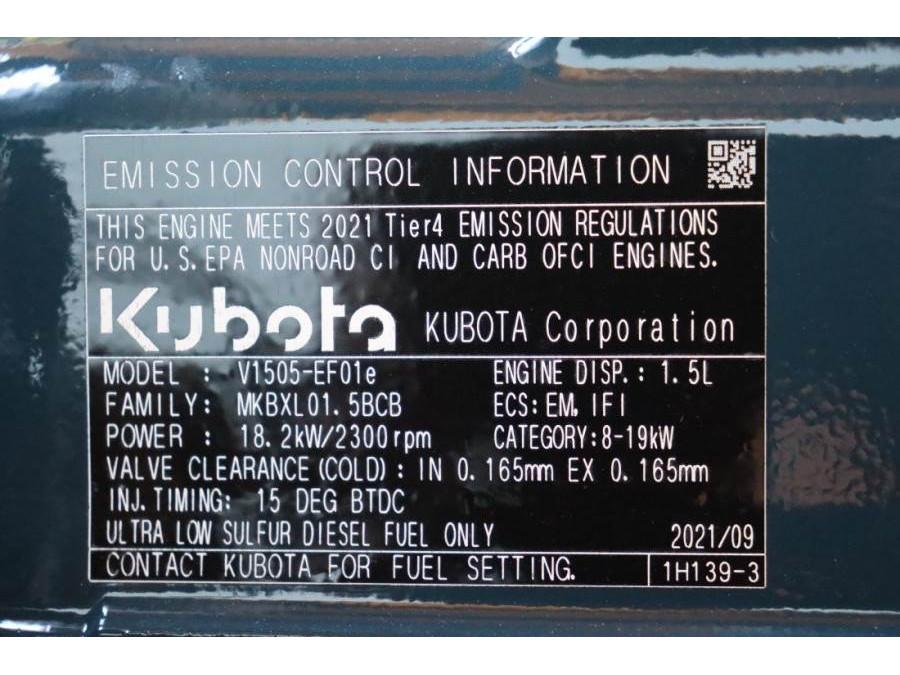 EMISSION CONTROL INFORMATION
THIS ENGINE MEETS 2021 Tier4 EMISSION REGULATIONS
FOR U.S.EPA NONROAD CI AND CARB OFCI ENGINES.
Kubota KUBOTA Corporation
MODEL : V1505-EF01e ENGINE DISP.: 1.5L
FAMILY: MKBXL01.5BCB ECS:EM,IFI
POWER : 18.2kW/2300rpm CATEGORY:8-19kW
VALVE CLEARANCE(COLD): IN 0.165mm EX 0.165mm
INJ.TIMING: 15 DEG BTDC
ULTRA LOW SULFUR DIESEL FUEL ONLY 2021/09
CONTACT KUBOTA FOR FUEL SETTING. 1H139-3